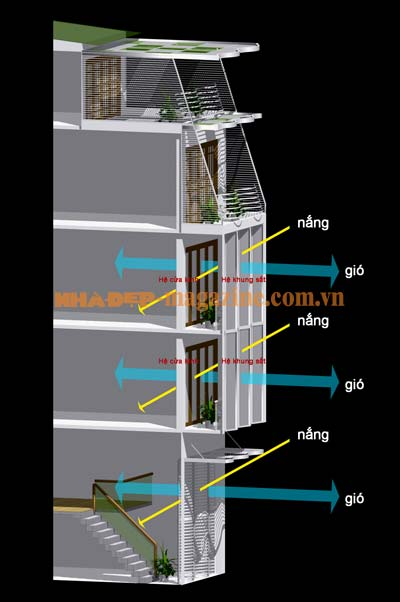 nắng
gió
Hệ cửa kính Hệ khung sắt
NHAĐẸP-magazine.com.vn
nắng
gió
Hệ cửa kính Hệ khung sắt
nắng
gió